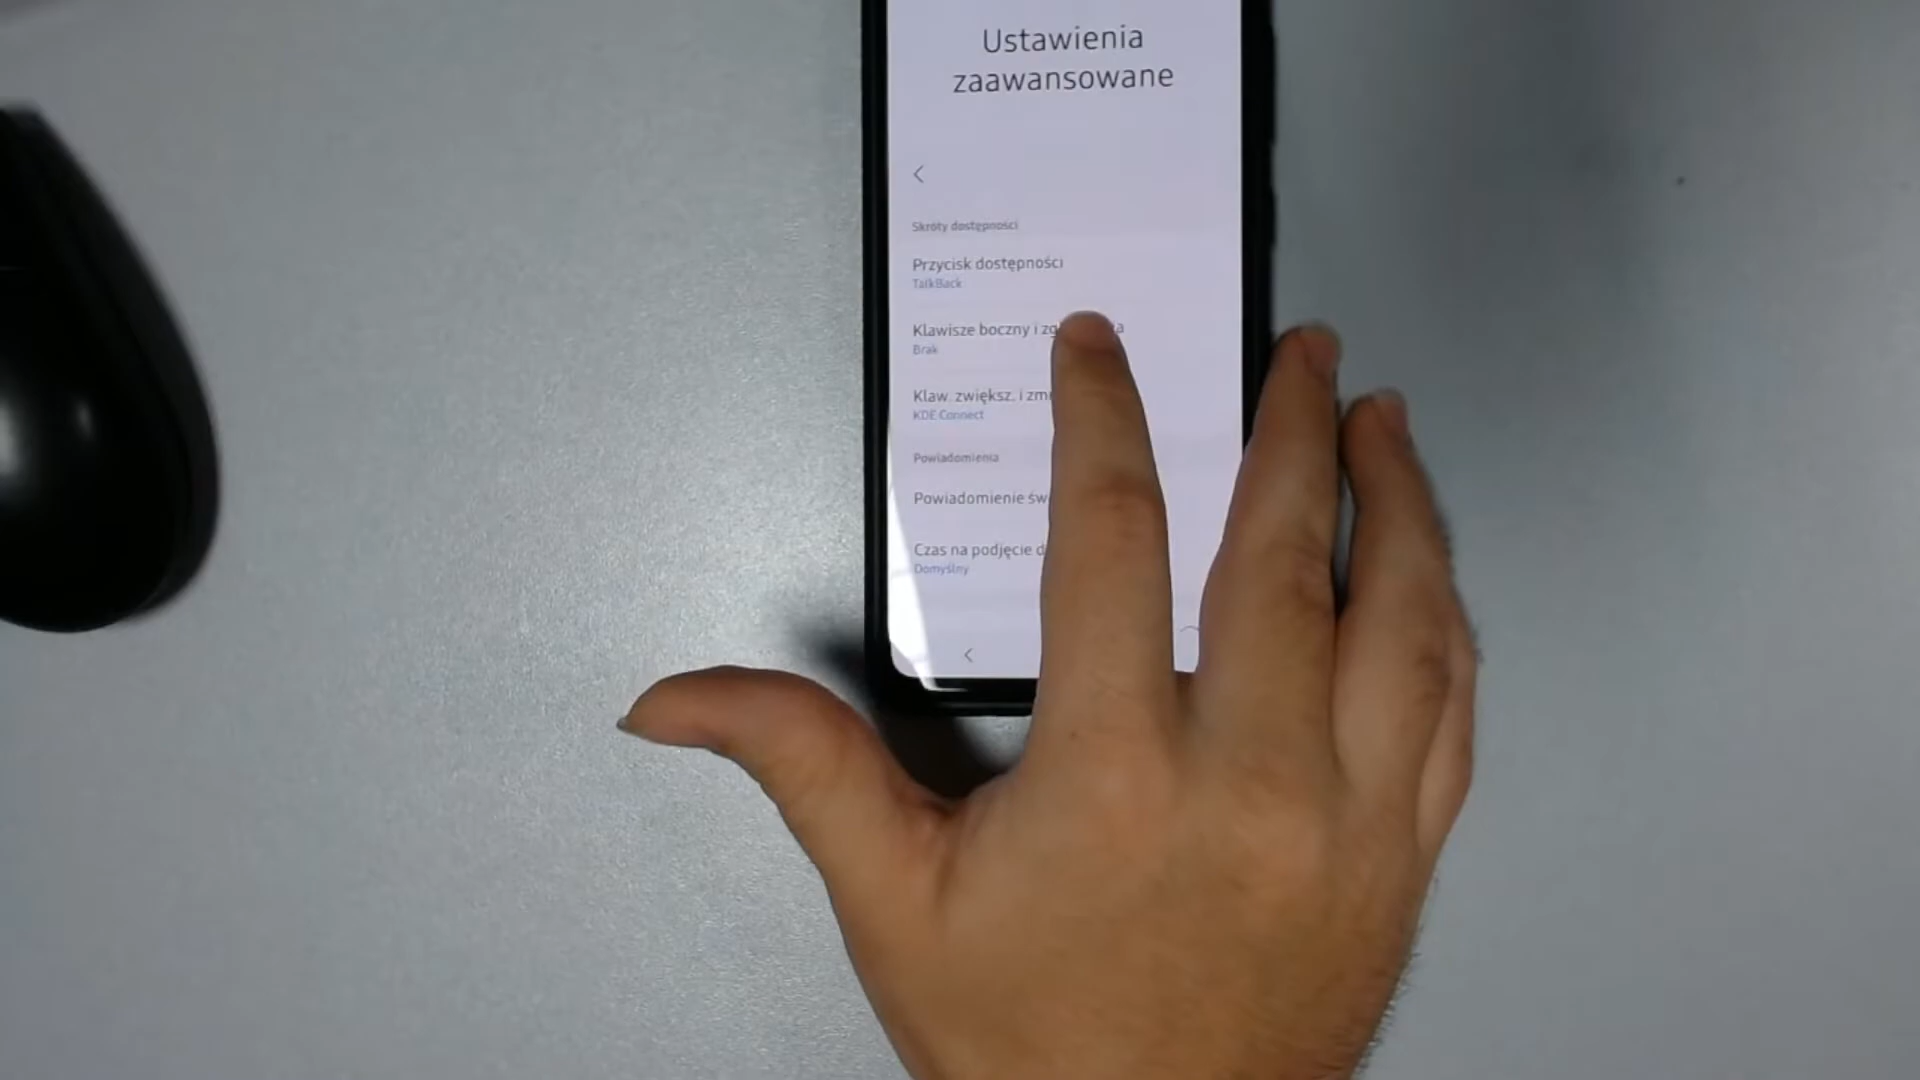 Ustawienia
zaawansowane
Skróty dostępności
Przycisk dostępności
TalkBack
Klawisze boczny i
Brak
Klaw. zwiększ. i
KDE Connect
Powiadomienia
Powiadomienie
Czas na podjęcie
Domyślny